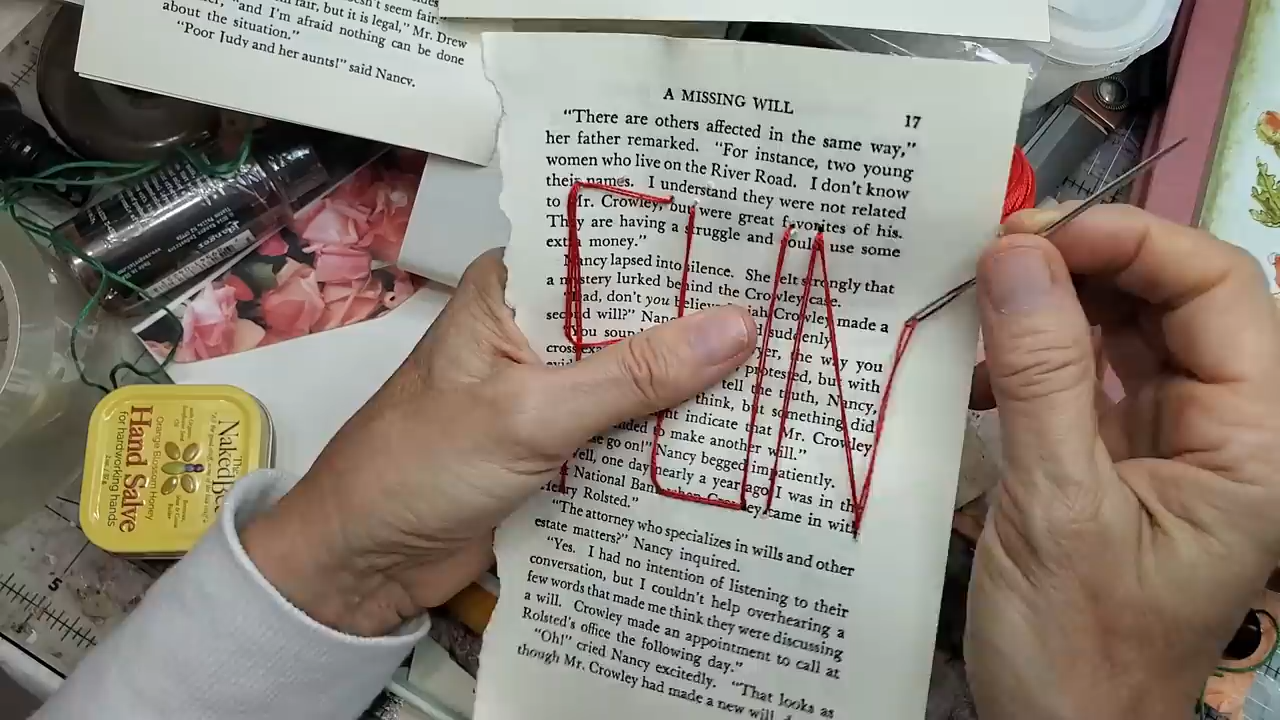 fair, but it is legal," Mr. Drew
"and I'm afraid nothing can be done
about the situation."
"Poor Judy and her aunts!" said Nancy.
A MISSING WILL
17
"There are others affected in the same way,"
her father remarked. "For instance, two young
women who live on the River Road. I don't know
their names. I understand they were not related
to Mr. Crowley, but were great favorites of his.
They are having a struggle and could use some
extra money."
Nancy lapsed into silence. She felt strongly that
a mystery lurked behind the Crowley case.
"Dad, don't you believe Crowley made a
second will?" suddenly
"You the way you
protested, but with
tell the truth, Nancy,
think, but something did
indicate that Mr. Crowley
to make another will."
go on!" Nancy begged impatiently.
one day nearly a year ago I was in the
National Bank when Crowley came in with
Henry Rolsted."
"The attorney who specializes in wills and other
estate matters?" Nancy inquired.
"Yes. I had no intention of listening to their
conversation, but I couldn't help overhearing a
few words that made me think they were discussing
a will. Crowley made an appointment to call at
Rolsted's office the following day."
"Oh!" cried Nancy excitedly. "That looks as
though Mr. Crowley had made a new will
The
Naked Bee
Orange Blossom Honey
Hand Salve
for hardworking hands
5
FUN